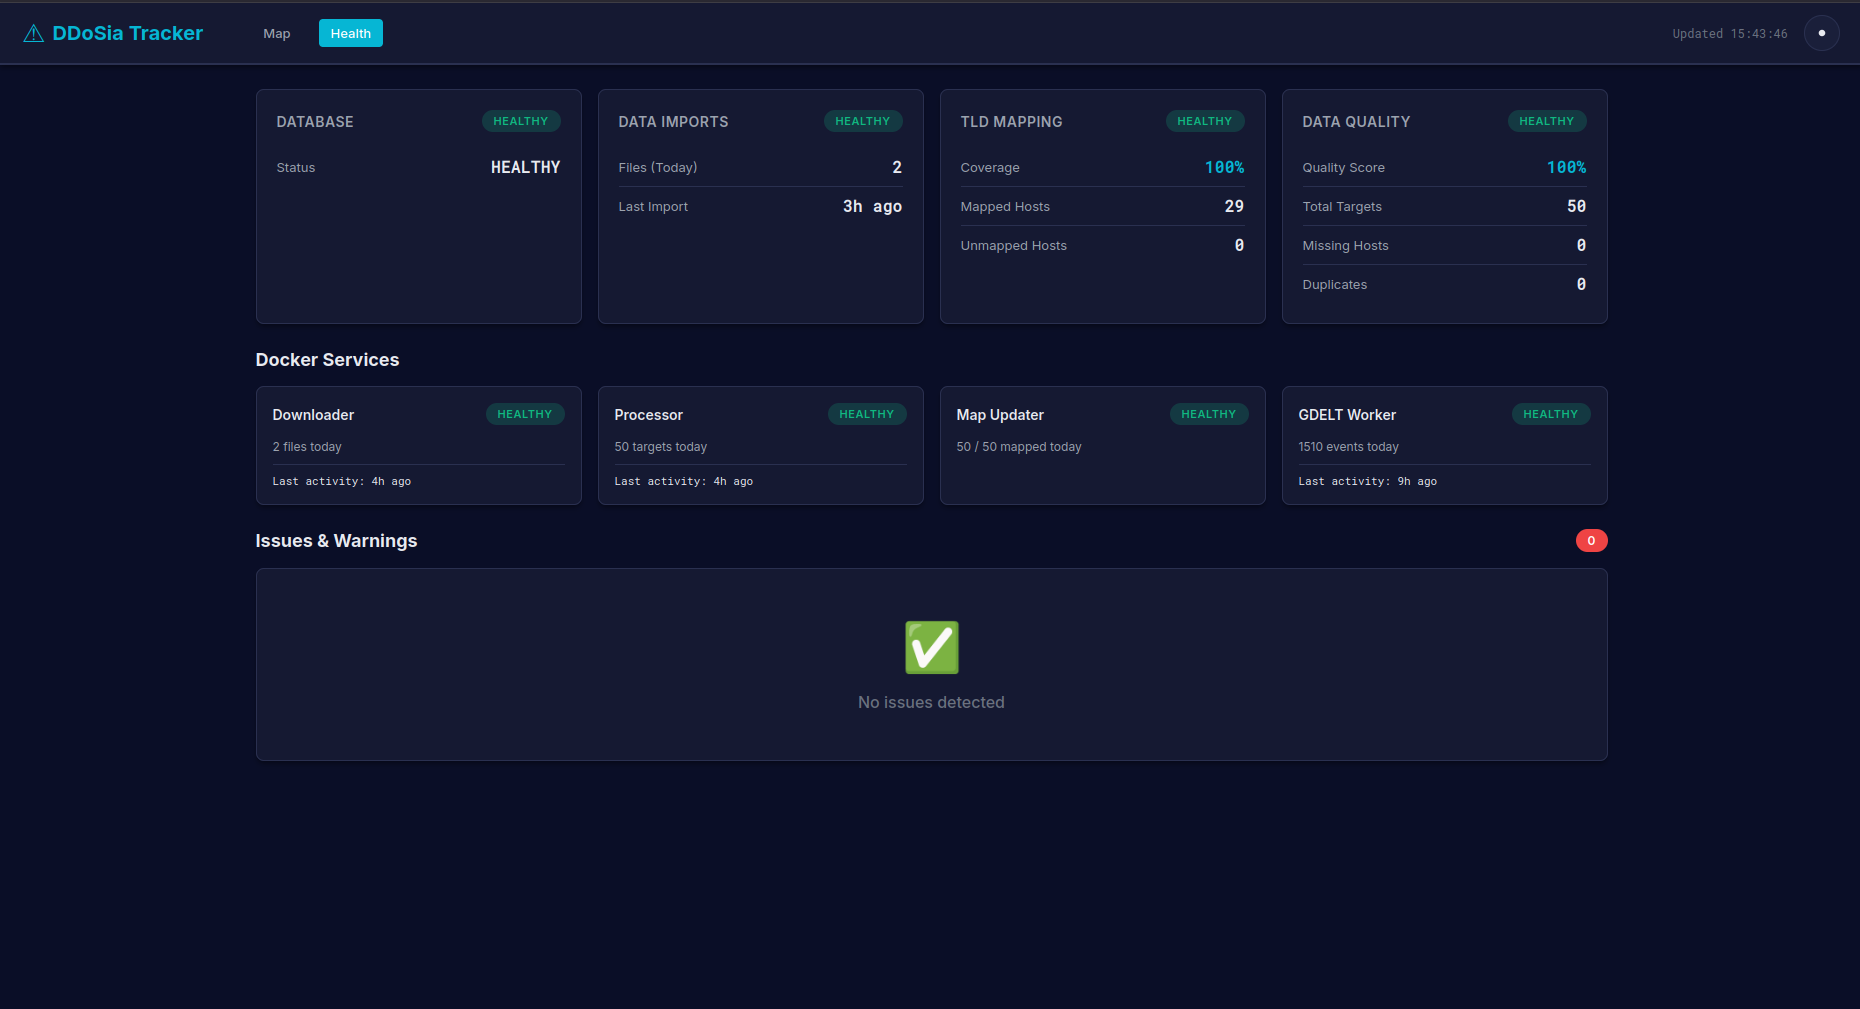 DDoSia Tracker
Map
Health
Updated 15:43:46
DATABASE
HEALTHY
Status
HEALTHY
DATA IMPORTS
HEALTHY
Files (Today)
2
Last Import
3h ago
TLD MAPPING
HEALTHY
Coverage
100%
Mapped Hosts
29
Unmapped Hosts
0
DATA QUALITY
HEALTHY
Quality Score
100%
Total Targets
50
Missing Hosts
0
Duplicates
0
Docker Services
Downloader
HEALTHY
2 files today
Last activity: 4h ago
Processor
HEALTHY
50 targets today
Last activity: 4h ago
Map Updater
HEALTHY
50 / 50 mapped today
GDELT Worker
HEALTHY
1510 events today
Last activity: 9h ago
Issues & Warnings
0
No issues detected